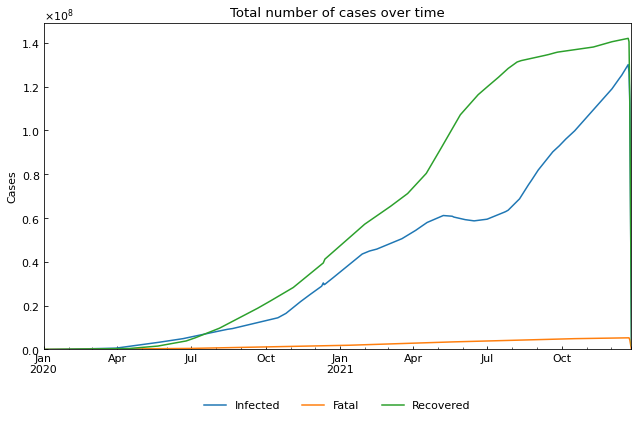 Total number of cases over time
×10⁸
1.4
1.2
1.0
0.8
0.6
0.4
0.2
0.0
Cases
Jan Apr Jul Oct Jan Apr Jul Oct
2020 2021
Infected Fatal Recovered